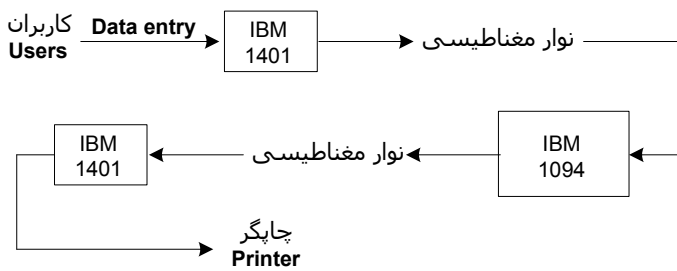 کاربران
Users
Data entry
IBM
1401
نوار مغناطیسی
IBM
1094
نوار مغناطیسی
IBM
1401
چاپگر
Printer